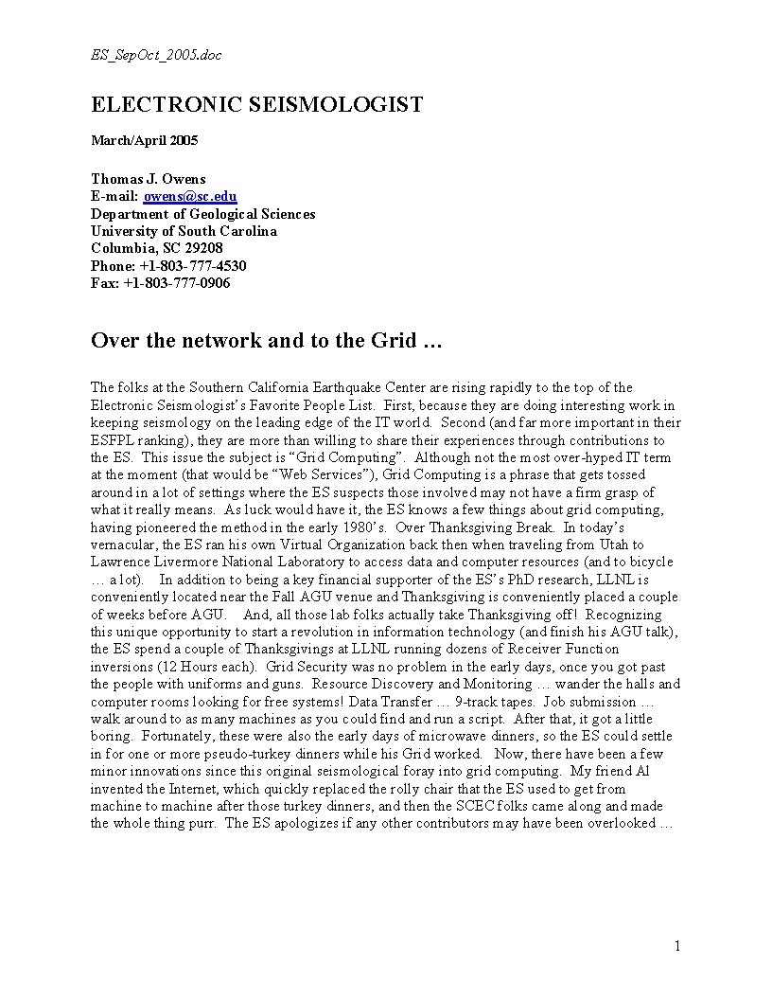 ES_SepOct_2005.doc
ELECTRONIC SEISMOLOGIST
March/April 2005
Thomas J. Owens
E-mail: owens@sc.edu
Department of Geological Sciences
University of South Carolina
Columbia, SC 29208
Phone: +1-803-777-4530
Fax: +1-803-777-0906
Over the network and to the Grid …
The folks at the Southern California Earthquake Center are rising rapidly to the top of the
Electronic Seismologist's Favorite People List.  First, because they are doing interesting work in
keeping seismology on the leading edge of the IT world.  Second (and far more important in their
ESFPL ranking), they are more than willing to share their experiences through contributions to
the ES.  This issue the subject is “Grid Computing”.  Although not the most over-hyped IT term
at the moment (that would be “Web Services”), Grid Computing is a phrase that gets tossed
around in a lot of settings where the ES suspects those involved may not have a firm grasp of
what it really means.  As luck would have it, the ES knows a few things about grid computing,
having pioneered the method in the early 1980's.  Over Thanksgiving Break.  In today's
vernacular, the ES ran his own Virtual Organization back then when traveling from Utah to
Lawrence Livermore National Laboratory to access data and computer resources (and to bicycle
… a lot).    In addition to being a key financial supporter of the ES's PhD research, LLNL is
conveniently located near the Fall AGU venue and Thanksgiving is conveniently placed a couple
of weeks before AGU.    And, all those lab folks actually take Thanksgiving off!  Recognizing
this unique opportunity to start a revolution in information technology (and finish his AGU talk),
the ES spend a couple of Thanksgivings at LLNL running dozens of Receiver Function
inversions (12 Hours each).  Grid Security was no problem in the early days, once you got past
the people with uniforms and guns.  Resource Discovery and Monitoring … wander the halls and
computer rooms looking for free systems! Data Transfer … 9-track tapes.  Job submission …
walk around to as many machines as you could find and run a script.  After that, it got a little
boring.  Fortunately, these were also the early days of microwave dinners, so the ES could settle
in for one or more pseudo-turkey dinners while his Grid worked.   Now, there have been a few
minor innovations since this original seismological foray into grid computing.  My friend Al
invented the Internet, which quickly replaced the rolly chair that the ES used to get from
machine to machine after those turkey dinners, and then the SCEC folks came along and made
the whole thing purr.  The ES apologizes if any other contributors may have been overlooked …
1